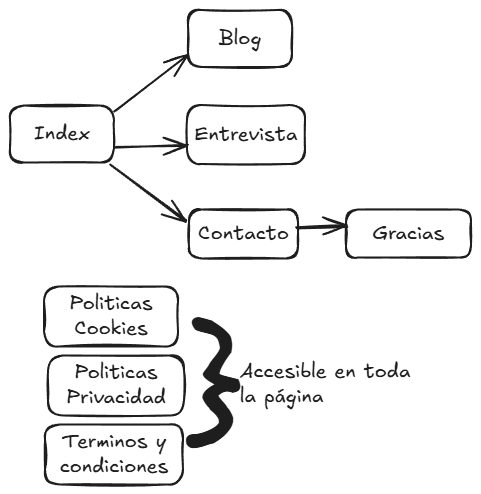 Blog
Index
Entrevista
Contacto
Gracias
Politicas
Cookies
Politicas
Privacidad
Terminos y
condiciones
Accesible en toda
la página